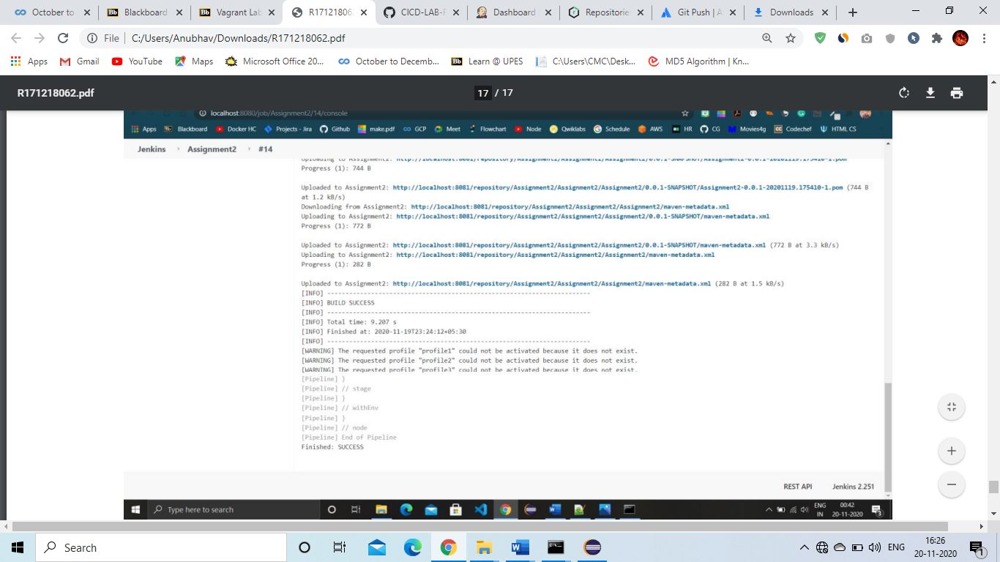 October to
Blackboard
Vagrant Lab
R17121806
CICD-LAB-F
Dashboard
Repositorie
Git Push | A
Downloads
File | C:/Users/Anubhav/Downloads/R171218062.pdf
Apps
Gmail
YouTube
Maps
Microsoft Office 20...
October to Decemb...
Bb Learn @ UPES
C:\Users\CMC\Desk...
MD5 Algorithm | Kn...
R171218062.pdf
17 / 17
localhost:8080/job/Assignment2/14/console
Apps
Blackboard
Docker HC
Projects - Jira
Github
make.pdf
GCP
Meet
Flowchart
Node
Qwiklabs
Schedule
AWS
HR
CG
Movies4g
Codechef
HTML CS
Jenkins
Assignment2
#14
Uploading to Assignment2: http://localhost:8081/repository/Assignment2/Assignment2/Assignment2/0.0.1-SNAPSHOT/Assignment2-0.0.1-20201119.175410-1.pom
Progress (1): 744 B
Uploaded to Assignment2: http://localhost:8081/repository/Assignment2/Assignment2/Assignment2/0.0.1-SNAPSHOT/Assignment2-0.0.1-20201119.175410-1.pom (744 B
at 1.2 kB/s)
Downloading from Assignment2: http://localhost:8081/repository/Assignment2/Assignment2/Assignment2/maven-metadata.xml
Uploading to Assignment2: http://localhost:8081/repository/Assignment2/Assignment2/Assignment2/0.0.1-SNAPSHOT/maven-metadata.xml
Progress (1): 772 B
Uploaded to Assignment2: http://localhost:8081/repository/Assignment2/Assignment2/Assignment2/0.0.1-SNAPSHOT/maven-metadata.xml (772 B at 3.3 kB/s)
Uploading to Assignment2: http://localhost:8081/repository/Assignment2/Assignment2/Assignment2/maven-metadata.xml
Progress (1): 282 B
Uploaded to Assignment2: http://localhost:8081/repository/Assignment2/Assignment2/Assignment2/maven-metadata.xml (282 B at 1.5 kB/s)
[INFO] ------------------------------------------------------------------------
[INFO] BUILD SUCCESS
[INFO] ------------------------------------------------------------------------
[INFO] Total time: 9.207 s
[INFO] Finished at: 2020-11-19T23:24:12+05:30
[INFO] ------------------------------------------------------------------------
[WARNING] The requested profile "profile1" could not be activated because it does not exist.
[WARNING] The requested profile "profile2" could not be activated because it does not exist.
[WARNING] The requested profile "profile3" could not be activated because it does not exist.
[Pipeline] }
[Pipeline] // stage
[Pipeline] }
[Pipeline] // withEnv
[Pipeline] }
[Pipeline] // node
[Pipeline] End of Pipeline
Finished: SUCCESS
REST API
Jenkins 2.251
Type here to search
ENG
IN
00:42
20-11-2020
3
Search
ENG
16:26
20-11-2020
1